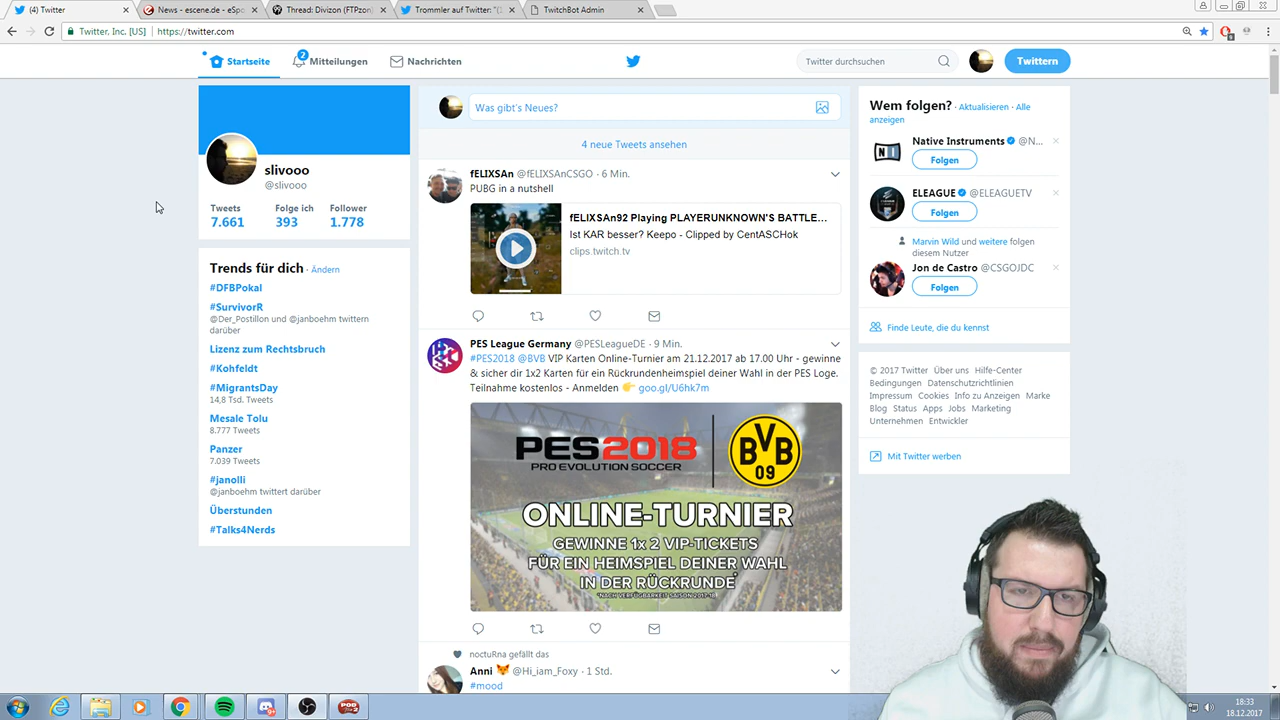 (4) Twitter
News - escene.de - eSpo
Thread: Divizon (FTPzon)
Trommler auf Twitter: "(2
TwitchBot Admin
Twitter, Inc. [US] https://twitter.com
Startseite
2
Mitteilungen
Nachrichten
Twitter durchsuchen
Twittern
slivooo
@slivooo
Tweets Folge ich Follower
7.661 393 1.778
Trends für dich · Ändern
#DFBPokal
#SurvivorR
@Der_Postillon und @janboehm twittern
darüber
Lizenz zum Rechtsbruch
#Kohfeldt
#MigrantsDay
14,8 Tsd. Tweets
Mesale Tolu
8.777 Tweets
Panzer
7.039 Tweets
#janolli
@janboehm twittert darüber
Überstunden
#Talks4Nerds
Was gibt's Neues?
4 neue Tweets ansehen
fELIXSAn @fELIXSAnCSGO · 6 Min.
PUBG in a nutshell
fELIXSAn92 Playing PLAYERUNKNOWN'S BATTLE...
Ist KAR besser? Keepo - Clipped by CentASCHok
clips.twitch.tv
PES League Germany @PESLeagueDE · 9 Min.
#PES2018 @BVB VIP Karten Online-Turnier am 21.12.2017 ab 17.00 Uhr - gewinne
& sicher dir 1x2 Karten für ein Rückrundenheimspiel deiner Wahl in der PES Loge.
Teilnahme kostenlos - Anmelden 👉 goo.gl/U6hk7m
PES2018
PRO EVOLUTION SOCCER
BVB
09
ONLINE-TURNIER
GEWINNE 1x 2 VIP-TICKETS
FÜR EIN HEIMSPIEL DEINER WAHL
IN DER RÜCKRUNDE*
*NACH VERFÜGBARKEIT SAISON 2017-18
noctuRna gefällt das
Anni 🦊 @Hi_iam_Foxy · 1 Std.
#mood
Wem folgen? · Aktualisieren · Alle
anzeigen
Native Instruments @N...
Folgen
ELEAGUE @ELEAGUETV
Folgen
Marvin Wild und weitere folgen
diesem Nutzer
Jon de Castro @CSGOJDC
Folgen
Finde Leute, die du kennst
© 2017 Twitter Über uns Hilfe-Center
Bedingungen Datenschutzrichtlinien
Impressum Cookies Info zu Anzeigen Marke
Blog Status Apps Jobs Marketing
Unternehmen Entwickler
Mit Twitter werben
18:33
18.12.2017